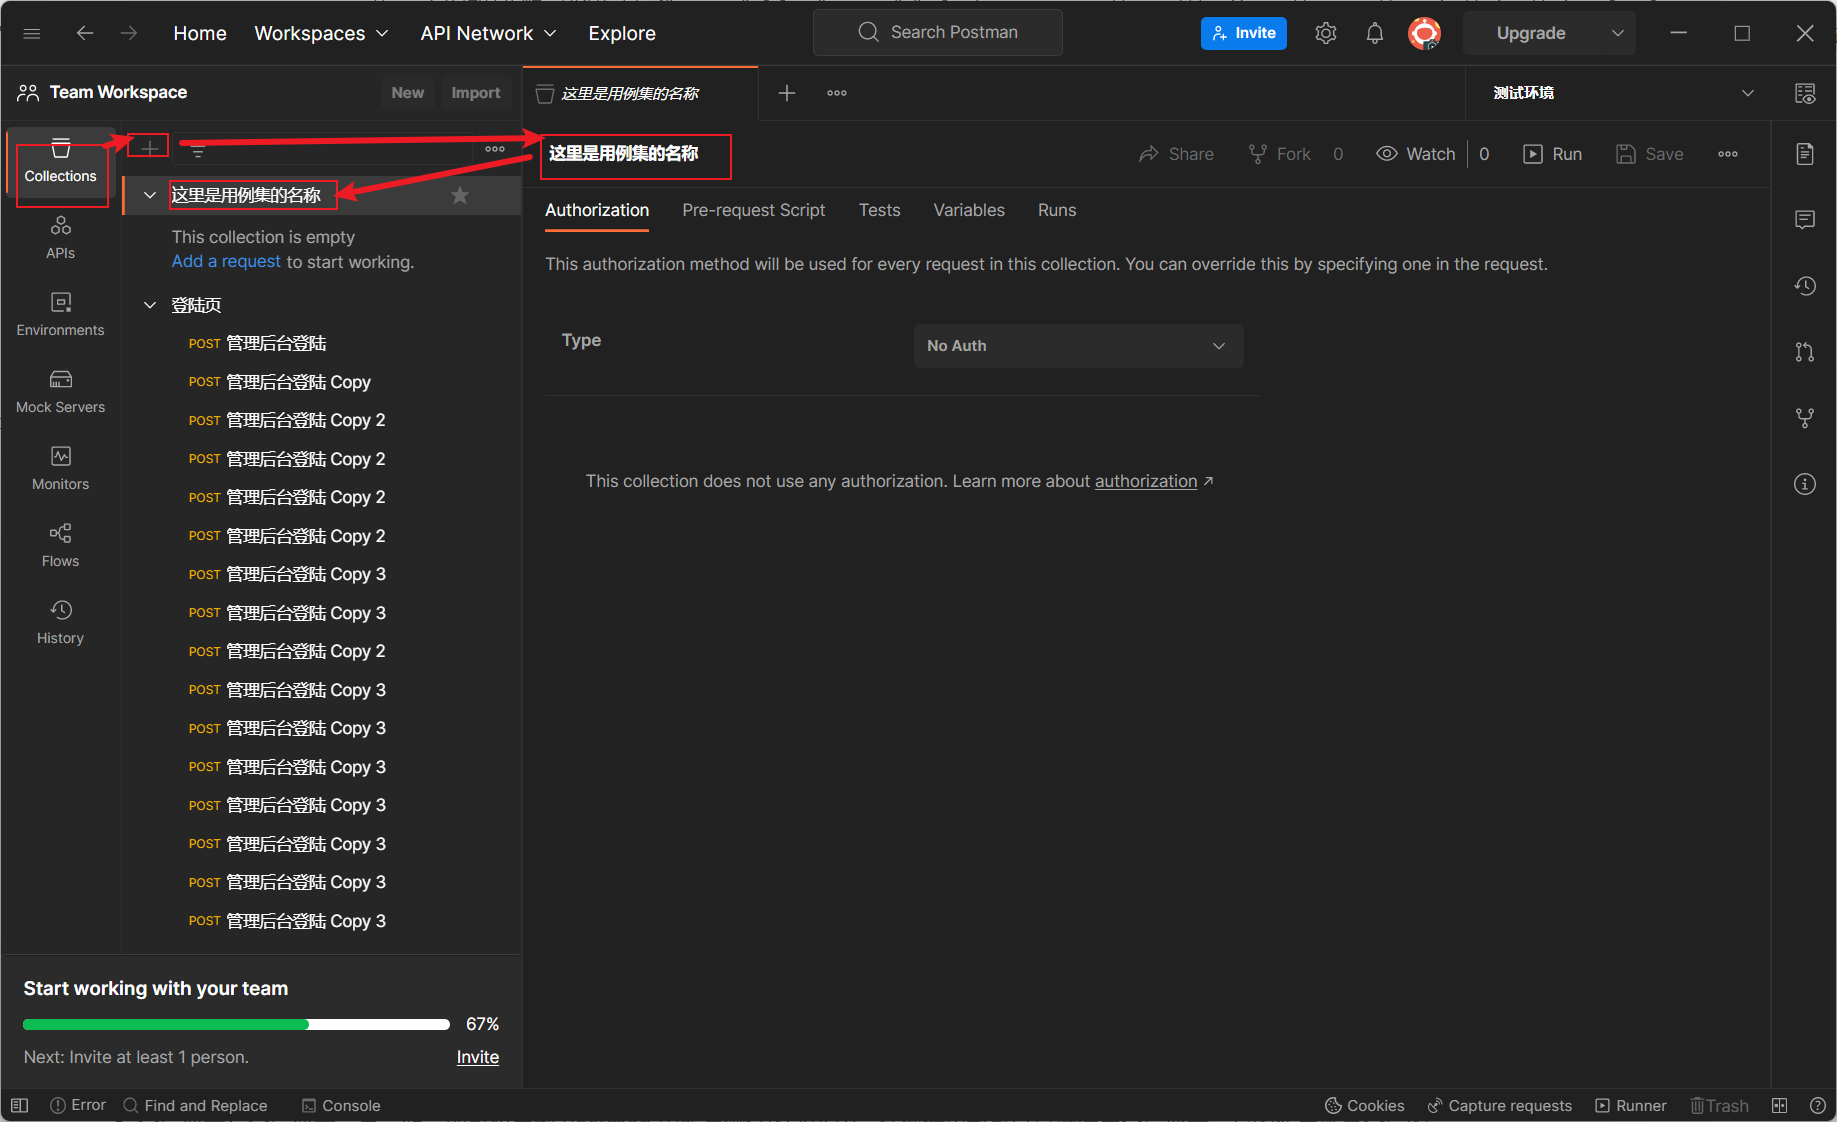 Home Workspaces API Network Explore Search Postman Invite Upgrade
Team Workspace New Import 这里是用例集的名称 测试环境
Collections
APIs
Environments
Mock Servers
Monitors
Flows
History
这里是用例集的名称
This collection is empty
Add a request to start working.
登陆页
POST 管理后台登陆
POST 管理后台登陆 Copy
POST 管理后台登陆 Copy 2
POST 管理后台登陆 Copy 2
POST 管理后台登陆 Copy 2
POST 管理后台登陆 Copy 2
POST 管理后台登陆 Copy 3
POST 管理后台登陆 Copy 3
POST 管理后台登陆 Copy 2
POST 管理后台登陆 Copy 3
POST 管理后台登陆 Copy 3
POST 管理后台登陆 Copy 3
POST 管理后台登陆 Copy 3
POST 管理后台登陆 Copy 3
POST 管理后台登陆 Copy 3
POST 管理后台登陆 Copy 3
Start working with your team
67%
Next: Invite at least 1 person. Invite
这里是用例集的名称 Share Fork 0 Watch 0 Run Save
Authorization Pre-request Script Tests Variables Runs
This authorization method will be used for every request in this collection. You can override this by specifying one in the request.
Type No Auth
This collection does not use any authorization. Learn more about authorization ↗
Error Find and Replace Console Cookies Capture requests Runner Trash